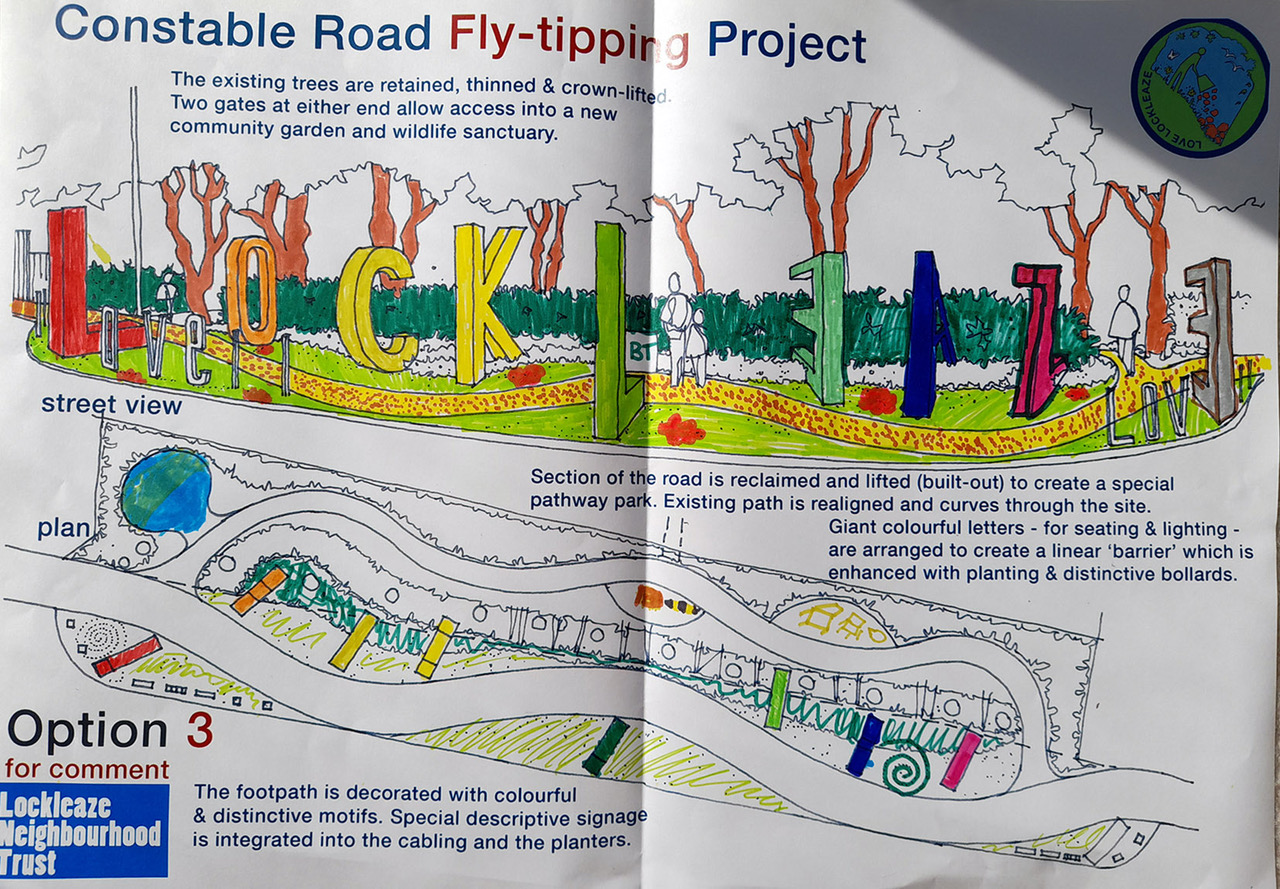 Constable Road Fly-tipping Project
The existing trees are retained, thinned & crown-lifted.
Two gates at either end allow access into a new
community garden and wildlife sanctuary.
LOVE LOCKLEAZE
LOCKLEAZE
Love
BT
LOV
street view
Section of the road is reclaimed and lifted (built-out) to create a special
pathway park. Existing path is realigned and curves through the site.
Giant colourful letters - for seating & lighting -
are arranged to create a linear 'barrier' which is
enhanced with planting & distinctive bollards.
plan
Option 3
for comment
Lockleaze
Neighbourhood
Trust
The footpath is decorated with colourful
& distinctive motifs. Special descriptive signage
is integrated into the cabling and the planters.